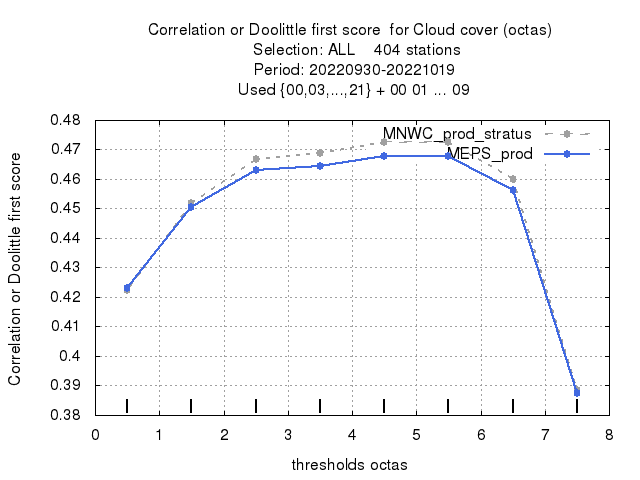 Correlation or Doolittle first score  for Cloud cover (octas)
Selection: ALL    404 stations
Period: 20220930-20221019
Used {00,03,...,21} + 00 01 ... 09
Correlation or Doolittle first score
0.48
0.47
0.46
0.45
0.44
0.43
0.42
0.41
0.4
0.39
0.38
MNWC_prod_stratus
MEPS_prod
0 1 2 3 4 5 6 7 8
thresholds octas